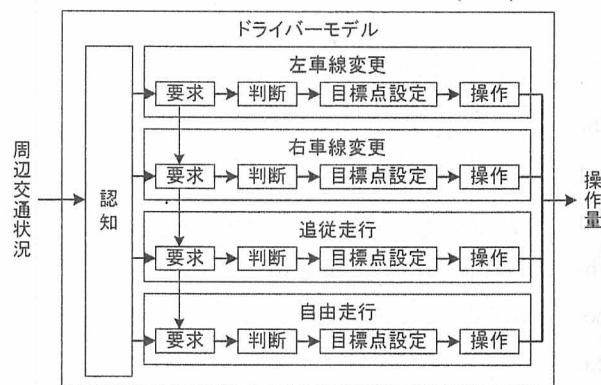 ドライバーモデル
周辺交通状況
認知
左車線変更
要求 判断 目標点設定 操作
右車線変更
要求 判断 目標点設定 操作
追従走行
要求 判断 目標点設定 操作
自由走行
要求 判断 目標点設定 操作
操作量